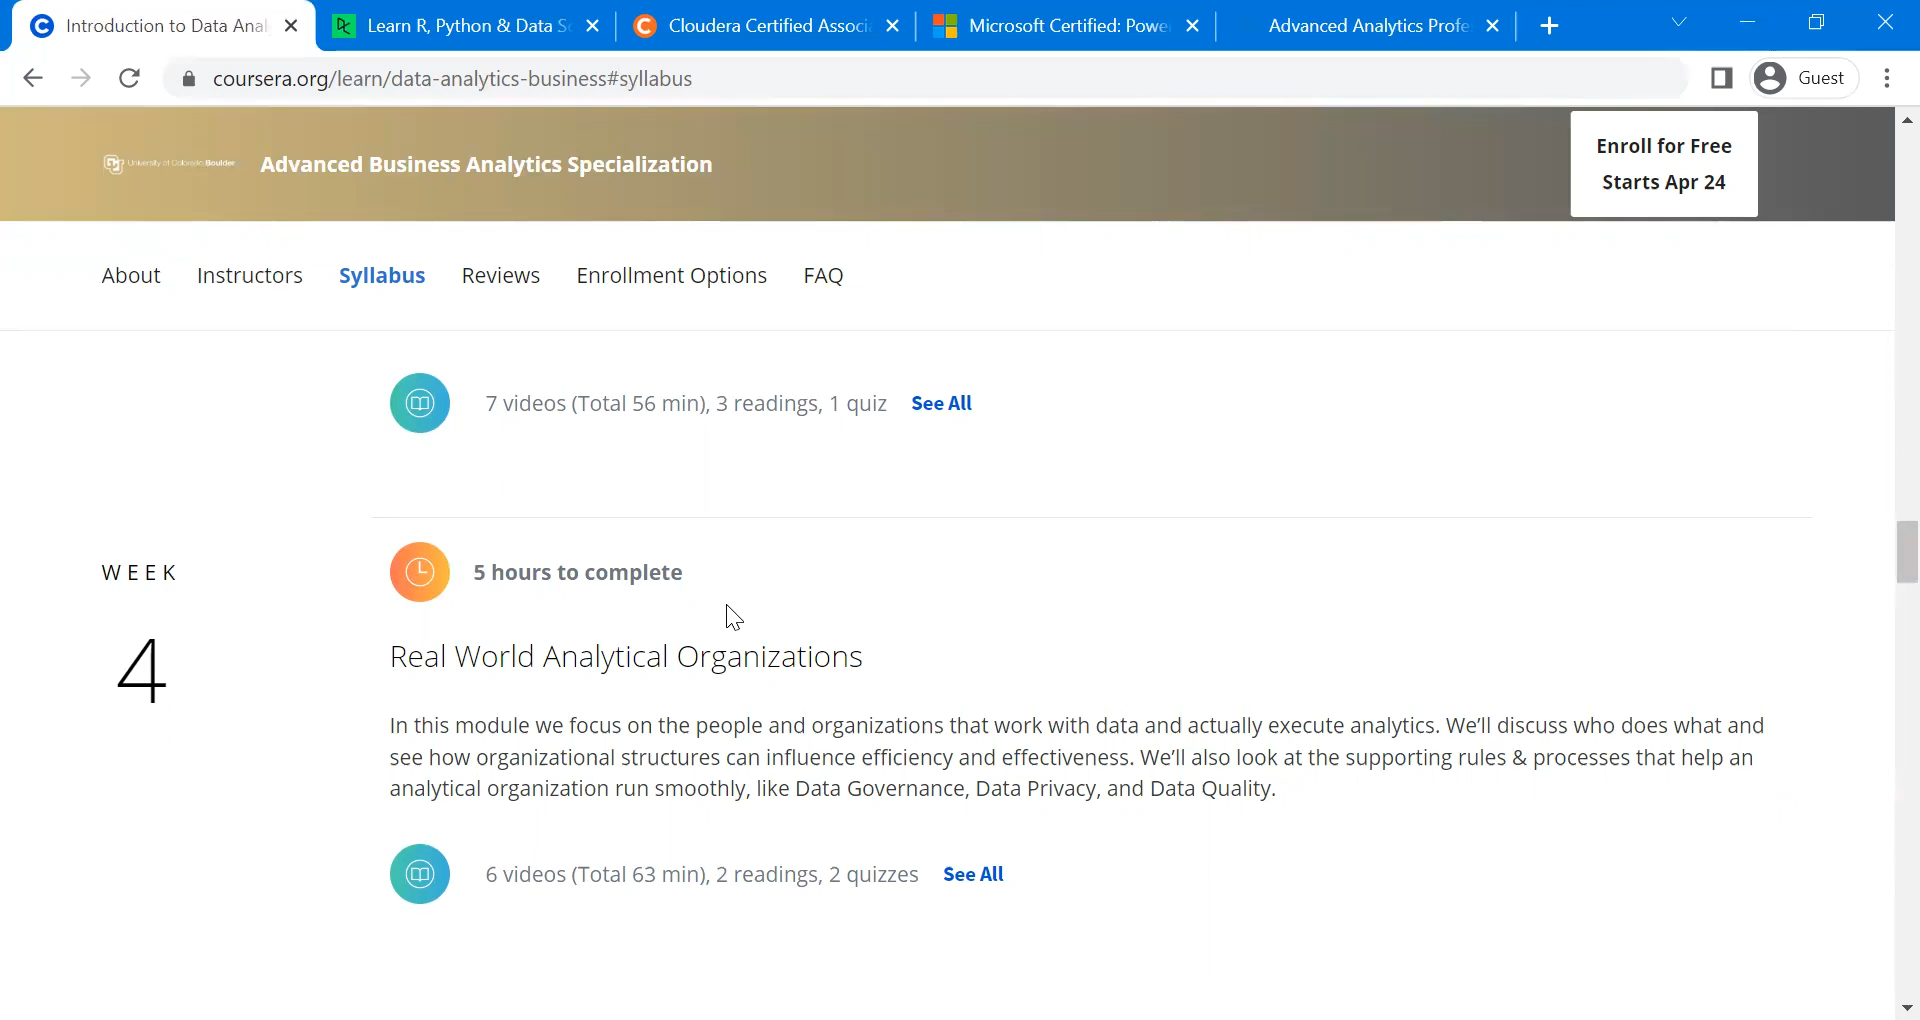 Introduction to Data Anal
Learn R, Python & Data S
Cloudera Certified Associ
Microsoft Certified: Powe
Advanced Analytics Profe
coursera.org/learn/data-analytics-business#syllabus
Guest
University of Colorado Boulder
Advanced Business Analytics Specialization
Enroll for Free
Starts Apr 24
About
Instructors
Syllabus
Reviews
Enrollment Options
FAQ
7 videos (Total 56 min), 3 readings, 1 quiz See All
WEEK
4
5 hours to complete
Real World Analytical Organizations
In this module we focus on the people and organizations that work with data and actually execute analytics. We'll discuss who does what and
see how organizational structures can influence efficiency and effectiveness. We'll also look at the supporting rules & processes that help an
analytical organization run smoothly, like Data Governance, Data Privacy, and Data Quality.
6 videos (Total 63 min), 2 readings, 2 quizzes See All